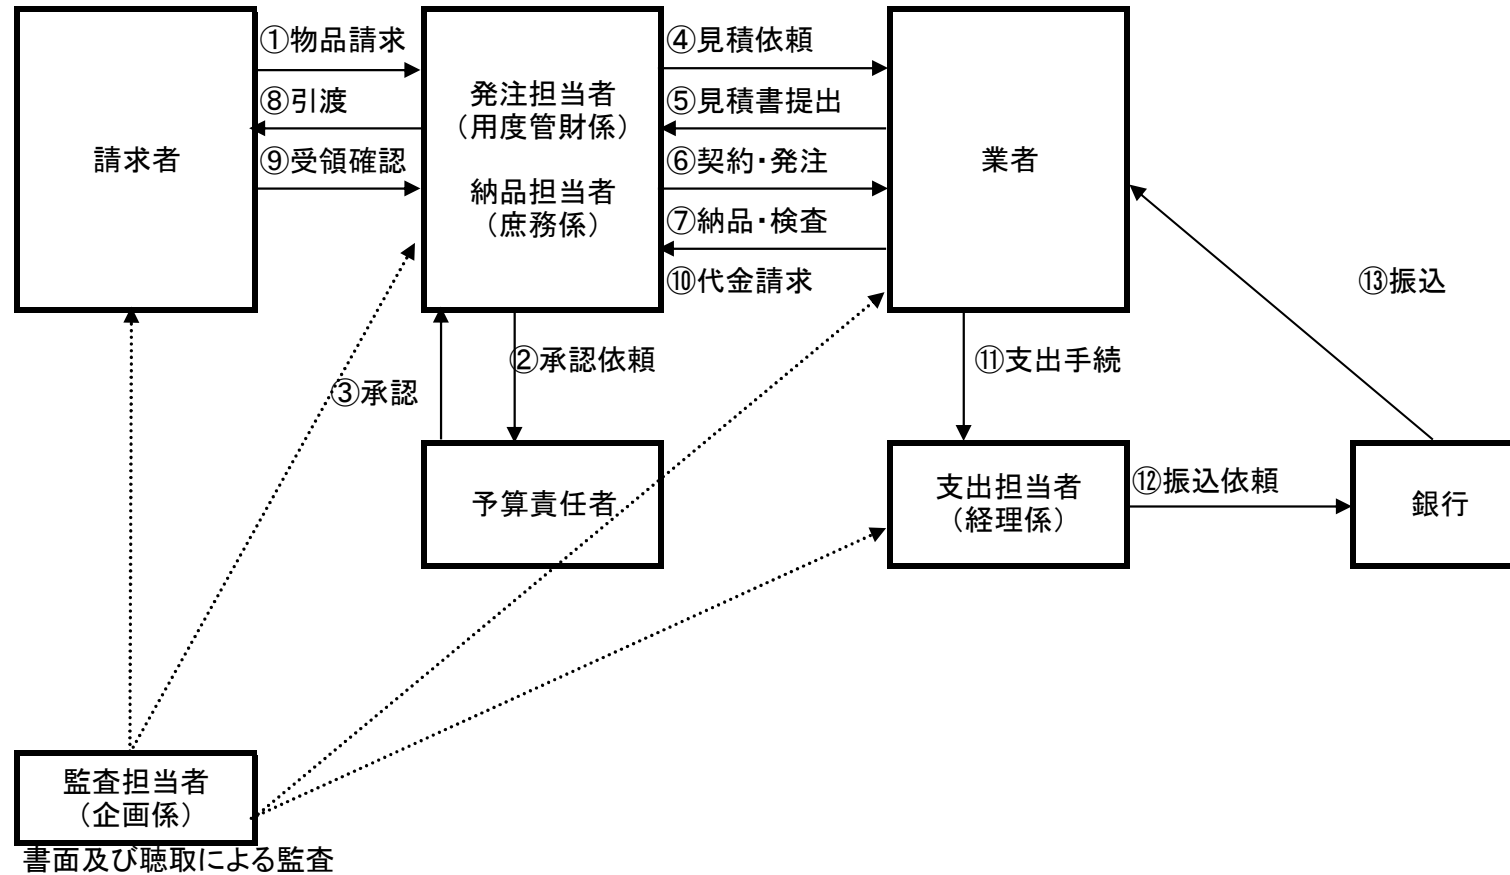 ①物品請求
⑧引渡
⑨受領確認
請求者
発注担当者
（用度管財係）
納品担当者
（庶務係）
④見積依頼
⑤見積書提出
⑥契約・発注
⑦納品・検査
⑩代金請求
業者
⑬振込
②承認依頼
③承認
⑪支出手続
予算責任者
支出担当者
（経理係）
⑫振込依頼
銀行
監査担当者
（企画係）
書面及び聴取による監査